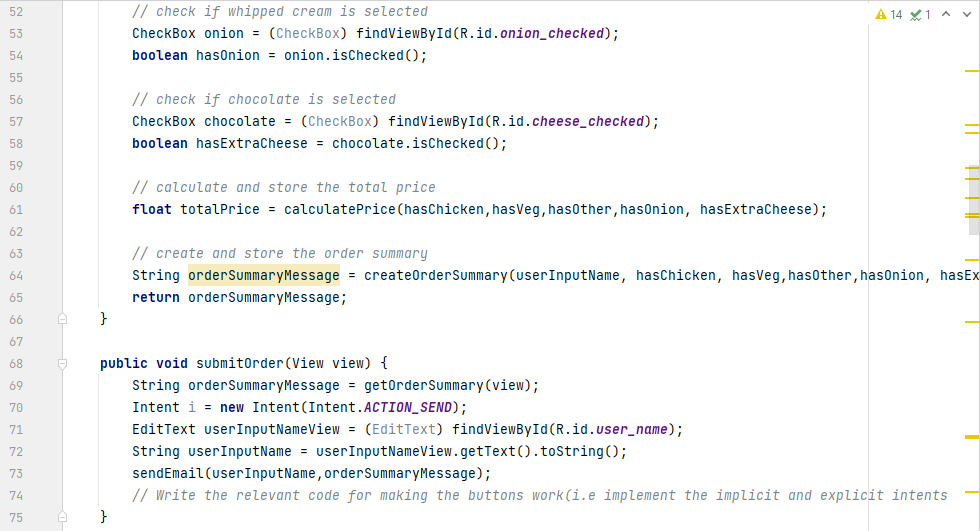 52 // check if whipped cream is selected
53 CheckBox onion = (CheckBox) findViewById(R.id.onion_checked);
54 boolean hasOnion = onion.isChecked();
55
56 // check if chocolate is selected
57 CheckBox chocolate = (CheckBox) findViewById(R.id.cheese_checked);
58 boolean hasExtraCheese = chocolate.isChecked();
59
60 // calculate and store the total price
61 float totalPrice = calculatePrice(hasChicken,hasVeg,hasOther,hasOnion, hasExtraCheese);
62
63 // create and store the order summary
64 String orderSummaryMessage = createOrderSummary(userInputName, hasChicken, hasVeg,hasOther,hasOnion, hasEx
65 return orderSummaryMessage;
66 }
67
68 public void submitOrder(View view) {
69 String orderSummaryMessage = getOrderSummary(view);
70 Intent i = new Intent(Intent.ACTION_SEND);
71 EditText userInputNameView = (EditText) findViewById(R.id.user_name);
72 String userInputName = userInputNameView.getText().toString();
73 sendEmail(userInputName,orderSummaryMessage);
74 // Write the relevant code for making the buttons work(i.e implement the implicit and explicit intents
75 }
14 1